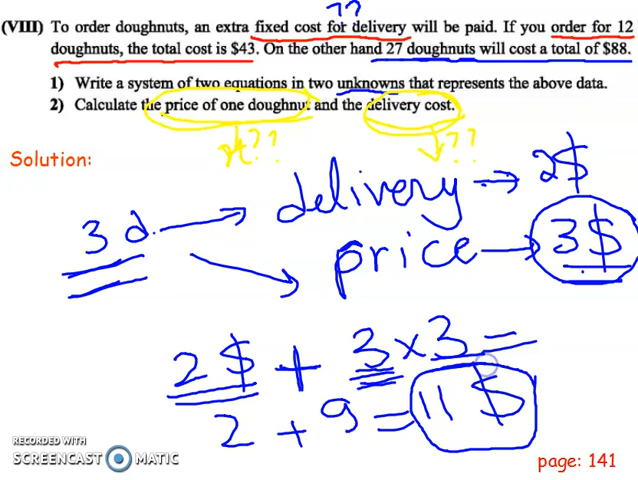 ??
(VIII) To order doughnuts, an extra fixed cost for delivery will be paid. If you order for 12
doughnuts, the total cost is $43. On the other hand 27 doughnuts will cost a total of $88.
1) Write a system of two equations in two unknowns that represents the above data.
2) Calculate the price of one doughnut and the delivery cost.
?? ??
Solution:
delivery → 2$
3 d. →
price → 3$
2$ + 3 × 3 =
2 + 9 = 11 $
RECORDED WITH
SCREENCAST MATIC
page: 141